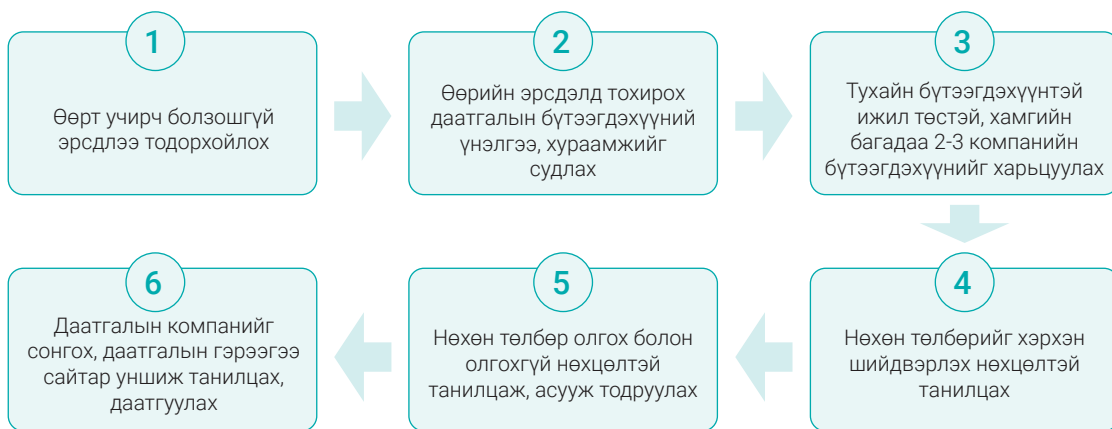 1
Өөрт учирч болзошгүй
эрсдлээ тодорхойлох
2
Өөрийн эрсдэлд тохирох
даатгалын бүтээгдэхүүний
үнэлгээ, хураамжийг
судлах
3
Тухайн бүтээгдэхүүнтэй
ижил төстэй, хамгийн
багадаа 2-3 компанийн
бүтээгдэхүүнийг харьцуулах
4
Нөхөн төлбөрийг хэрхэн
шийдвэрлэх нөхцөлтэй
танилцах
5
Нөхөн төлбөр олгох болон
олгохгүй нөхцөлтэй
танилцаж, асууж тодруулах
6
Даатгалын компанийг
сонгох, даатгалын гэрээгээ
сайтар уншиж танилцах,
даатгуулах